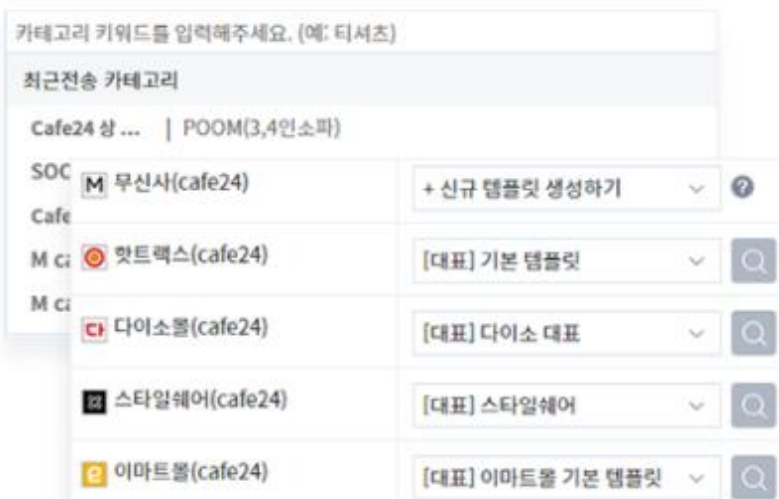 카테고리 키워드를 입력해주세요. (예: 티셔츠)
최근전송 카테고리
Cafe24 상 ... | POOM(3,4인소파)
SOC
Cafe
M ca
M ca
M 무신사(cafe24) + 신규 템플릿 생성하기 ?
핫트랙스(cafe24) [대표] 기본 템플릿
다 다이소몰(cafe24) [대표] 다이소 대표
스타일쉐어(cafe24) [대표] 스타일쉐어
e 이마트몰(cafe24) [대표] 이마트몰 기본 템플릿